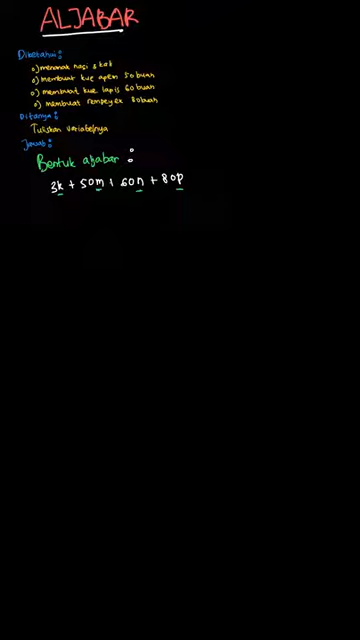 ALJABAR
Diketahui :
o) menanak nasi 3 kali
o) membuat kue apem 50 buah
o) membuat kue lapis 60 buah
o) membuat rempeyek 80 buah
Ditanya :
Tuliskan variabelnya
Jawab :
Bentuk aljabar :
3k + 50m + 60n + 80p